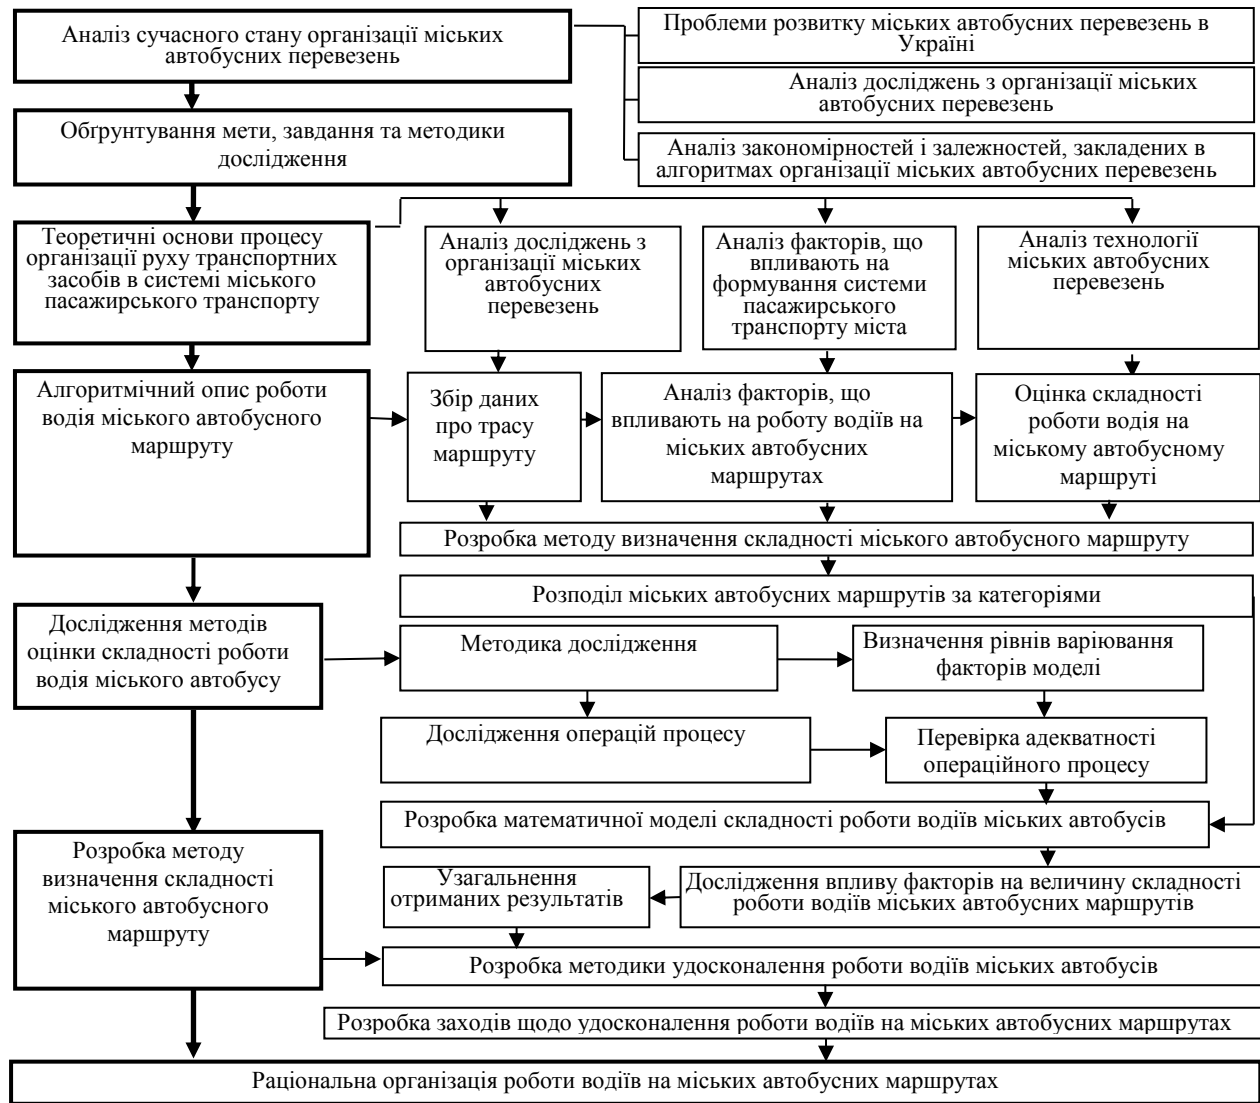 Аналіз сучасного стану організації міських
автобусних перевезень
Проблеми розвитку міських автобусних перевезень в
Україні
Аналіз досліджень з організації міських
автобусних перевезень
Обґрунтування мети, завдання та методики
дослідження
Аналіз закономірностей і залежностей, закладених в
алгоритмах організації міських автобусних перевезень
Теоретичні основи процесу
організації руху транспортних
засобів в системі міського
пасажирського транспорту
Аналіз досліджень з
організації міських
автобусних
перевезень
Аналіз факторів, що
впливають на
формування системи
пасажирського
транспорту міста
Аналіз технології
міських автобусних
перевезень
Алгоритмічний опис роботи
водія міського автобусного
маршруту
Збір даних
про трасу
маршруту
Аналіз факторів, що
впливають на роботу водіїв на
міських автобусних
маршрутах
Оцінка складності
роботи водія на
міському автобусному
маршруті
Розробка методу визначення складності міського автобусного маршруту
Розподіл міських автобусних маршрутів за категоріями
Дослідження методів
оцінки складності роботи
водія міського автобусу
Методика дослідження
Визначення рівнів варіювання
факторів моделі
Дослідження операцій процесу
Перевірка адекватності
операційного процесу
Розробка математичної моделі складності роботи водіїв міських автобусів
Розробка методу
визначення складності
міського автобусного
маршруту
Узагальнення
отриманих результатів
Дослідження впливу факторів на величину складності
роботи водіїв міських автобусних маршрутів
Розробка методики удосконалення роботи водіїв міських автобусів
Розробка заходів щодо удосконалення роботи водіїв на міських автобусних маршрутах
Раціональна організація роботи водіїв на міських автобусних маршрутах